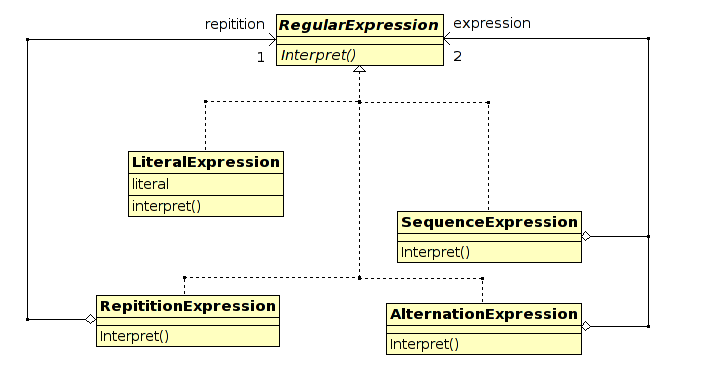 repitition
RegularExpression
expression
Interpret()
1
2
LiteralExpression
literal
interpret()
SequenceExpression
Interpret()
RepititionExpression
Interpret()
AlternationExpression
Interpret()